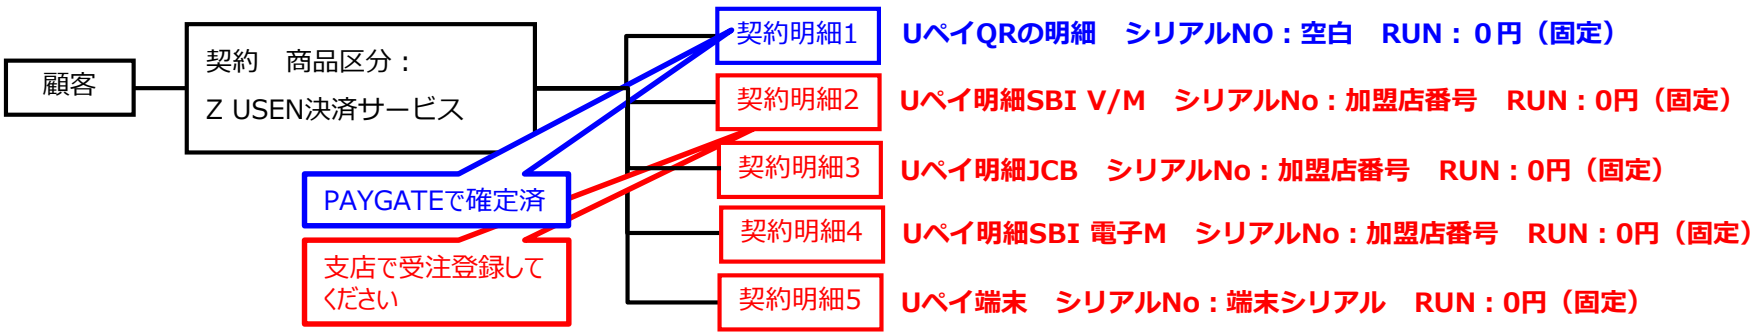 顧客
契約　商品区分：
Z USEN決済サービス
契約明細1　UペイQRの明細　シリアルNO：空白　RUN：０円（固定）
契約明細2　Uペイ明細SBI V/M　シリアルNo：加盟店番号　RUN：0円（固定）
契約明細3　Uペイ明細JCB　シリアルNo：加盟店番号　RUN：0円（固定）
PAYGATEで確定済
契約明細4　Uペイ明細SBI 電子M　シリアルNo：加盟店番号　RUN：0円（固定）
支店で受注登録して
ください
契約明細5　Uペイ端末　シリアルNo：端末シリアル　RUN：0円（固定）